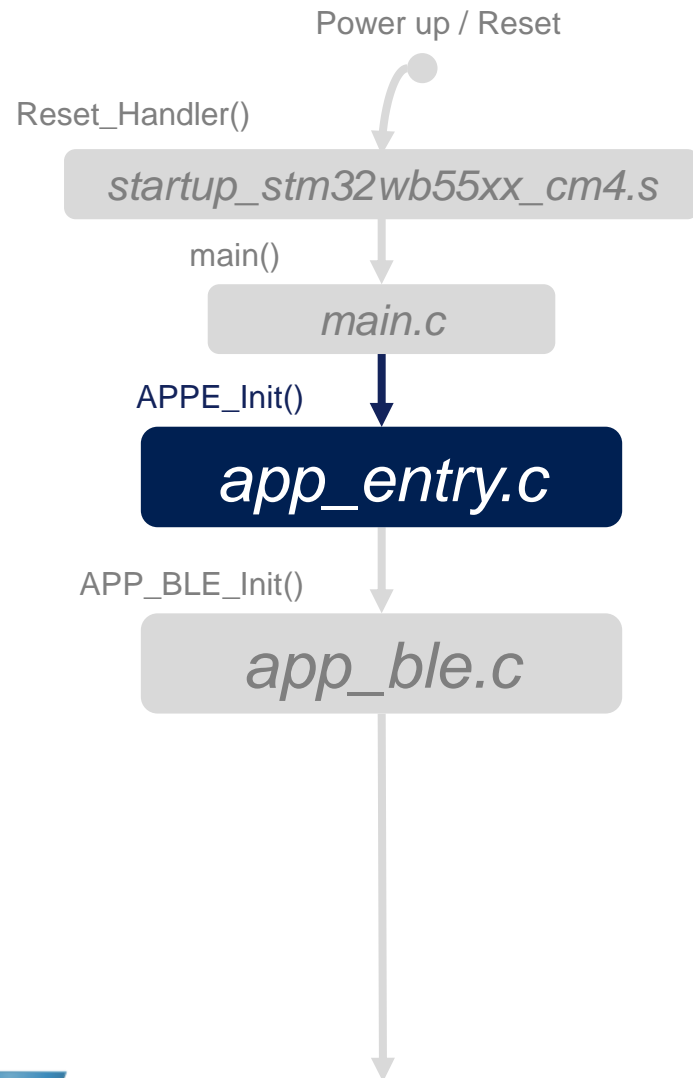 Power up / Reset
Reset_Handler()
startup_stm32wb55xx_cm4.s
main()
main.c
APPE_Init()
app_entry.c
APP_BLE_Init()
app_ble.c